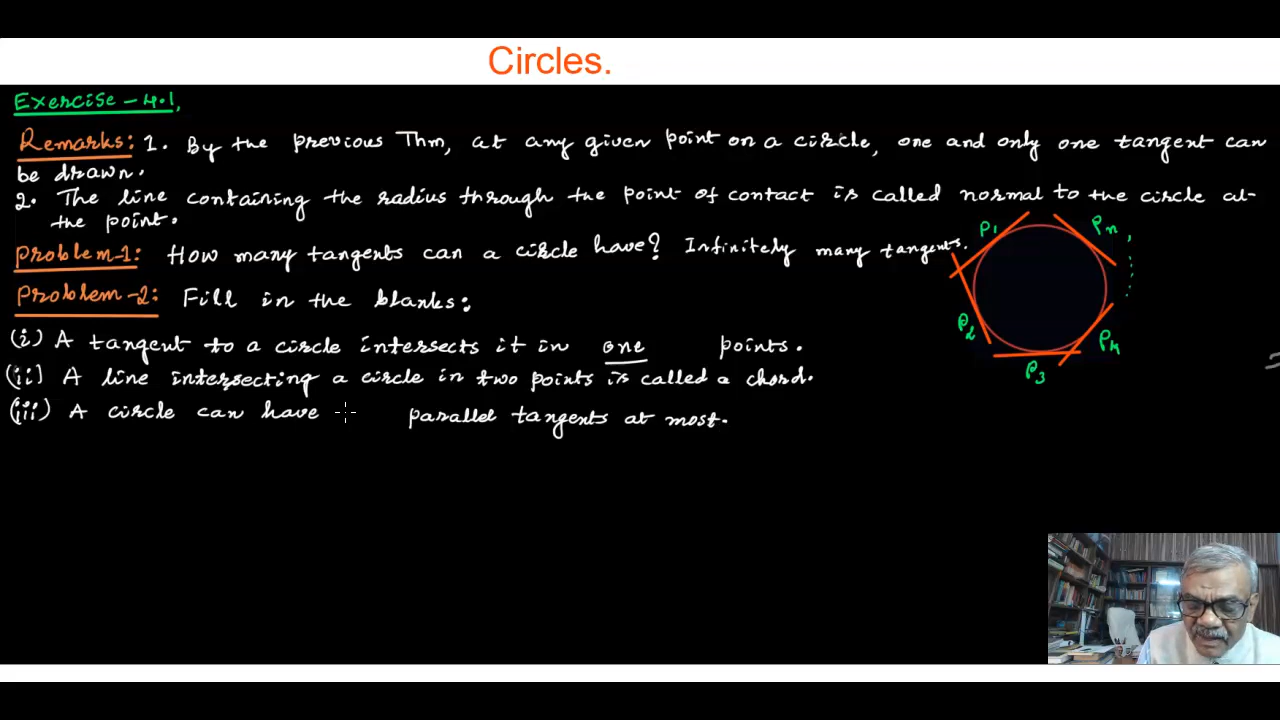 Circles.
Exercise-4.1,
Remarks: 1. By the previous Thm, at any given point on a circle, one and only one tangent can
be drawn.
2. The line containing the radius through the point of contact is called normal to the circle at
the point.
Problem-1: How many tangents can a circle have? Infinitely many tangents.
Problem-2: Fill in the blanks:
(i) A tangent to a circle intersects it in one points.
(ii) A line intersecting a circle in two points is called a chord.
(iii) A circle can have parallel tangents at most.
P1
Pn,
P2
P4
P3